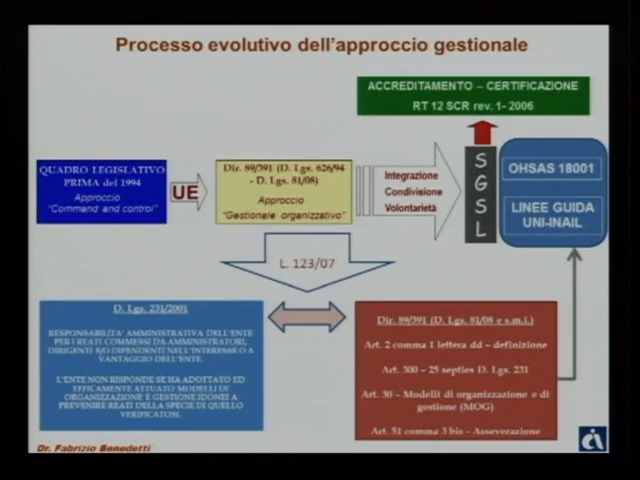 Processo evolutivo dell'approccio gestionale
ACCREDITAMENTO – CERTIFICAZIONE
RT 12 SCR rev. 1- 2006
QUADRO LEGISLATIVO
PRIMA del 1994
Approccio
"Command and control"
UE
Dir. 89/391 (D. Lgs. 626/94
- D. Lgs. 81/08)
Approccio
"Gestionale organizzativo"
Integrazione
Condivisione
Volontarietà
SGSL
OHSAS 18001
LINEE GUIDA
UNI-INAIL
L. 123/07
D. Lgs. 231/2001
RESPONSABILITA' AMMINISTRATIVA DELL'ENTE
PER I REATI COMMESSI DA AMMINISTRATORI,
DIRIGENTI E/O DIPENDENTI NELL'INTERESSE O A
VANTAGGIO DELL'ENTE.
L'ENTE NON RISPONDE SE HA ADOTTATO ED
EFFICAMENTE ATTUATO MODELLI DI
ORGANIZZAZIONE E GESTIONE IDONEI A
PREVENIRE REATI DELLA SPECIE DI QUELLO
VERIFICATOSI.
Dir. 89/391 (D. Lgs. 81/08 e s.m.i.)
Art. 2 comma 1 lettera dd – definizione
Art. 300 – 25 septies D. Lgs. 231
Art. 30 – Modelli di organizzazione e di
gestione (MOG)
Art. 51 comma 3 bis – Asseverazione
Dr. Fabrizio Benedetti